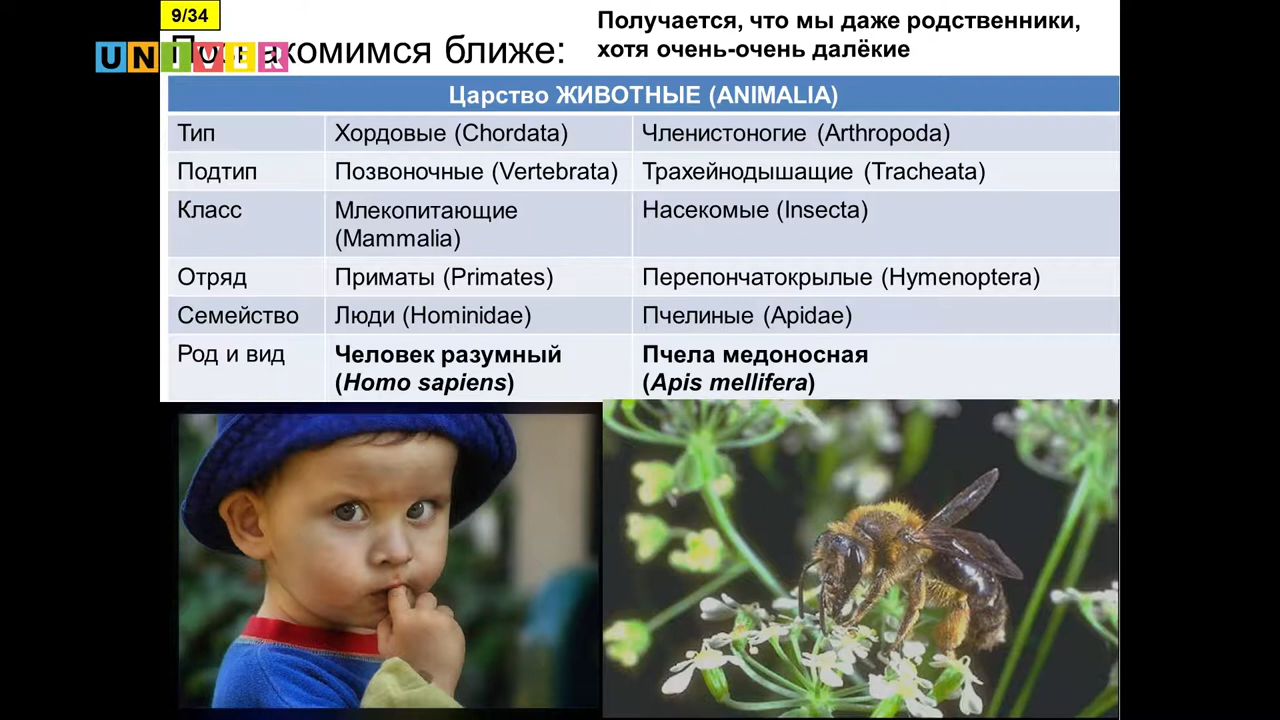 9/34
Получается, что мы даже родственники,
хотя очень-очень далёкие
UNIVER
Познакомимся ближе:
Царство ЖИВОТНЫЕ (ANIMALIA)
Тип Хордовые (Chordata) Членистоногие (Arthropoda)
Подтип Позвоночные (Vertebrata) Трахейнодышащие (Tracheata)
Класс Млекопитающие Насекомые (Insecta)
(Mammalia)
Отряд Приматы (Primates) Перепончатокрылые (Hymenoptera)
Семейство Люди (Hominidae) Пчелиные (Apidae)
Род и вид Человек разумный Пчела медоносная
(Homo sapiens) (Apis mellifera)